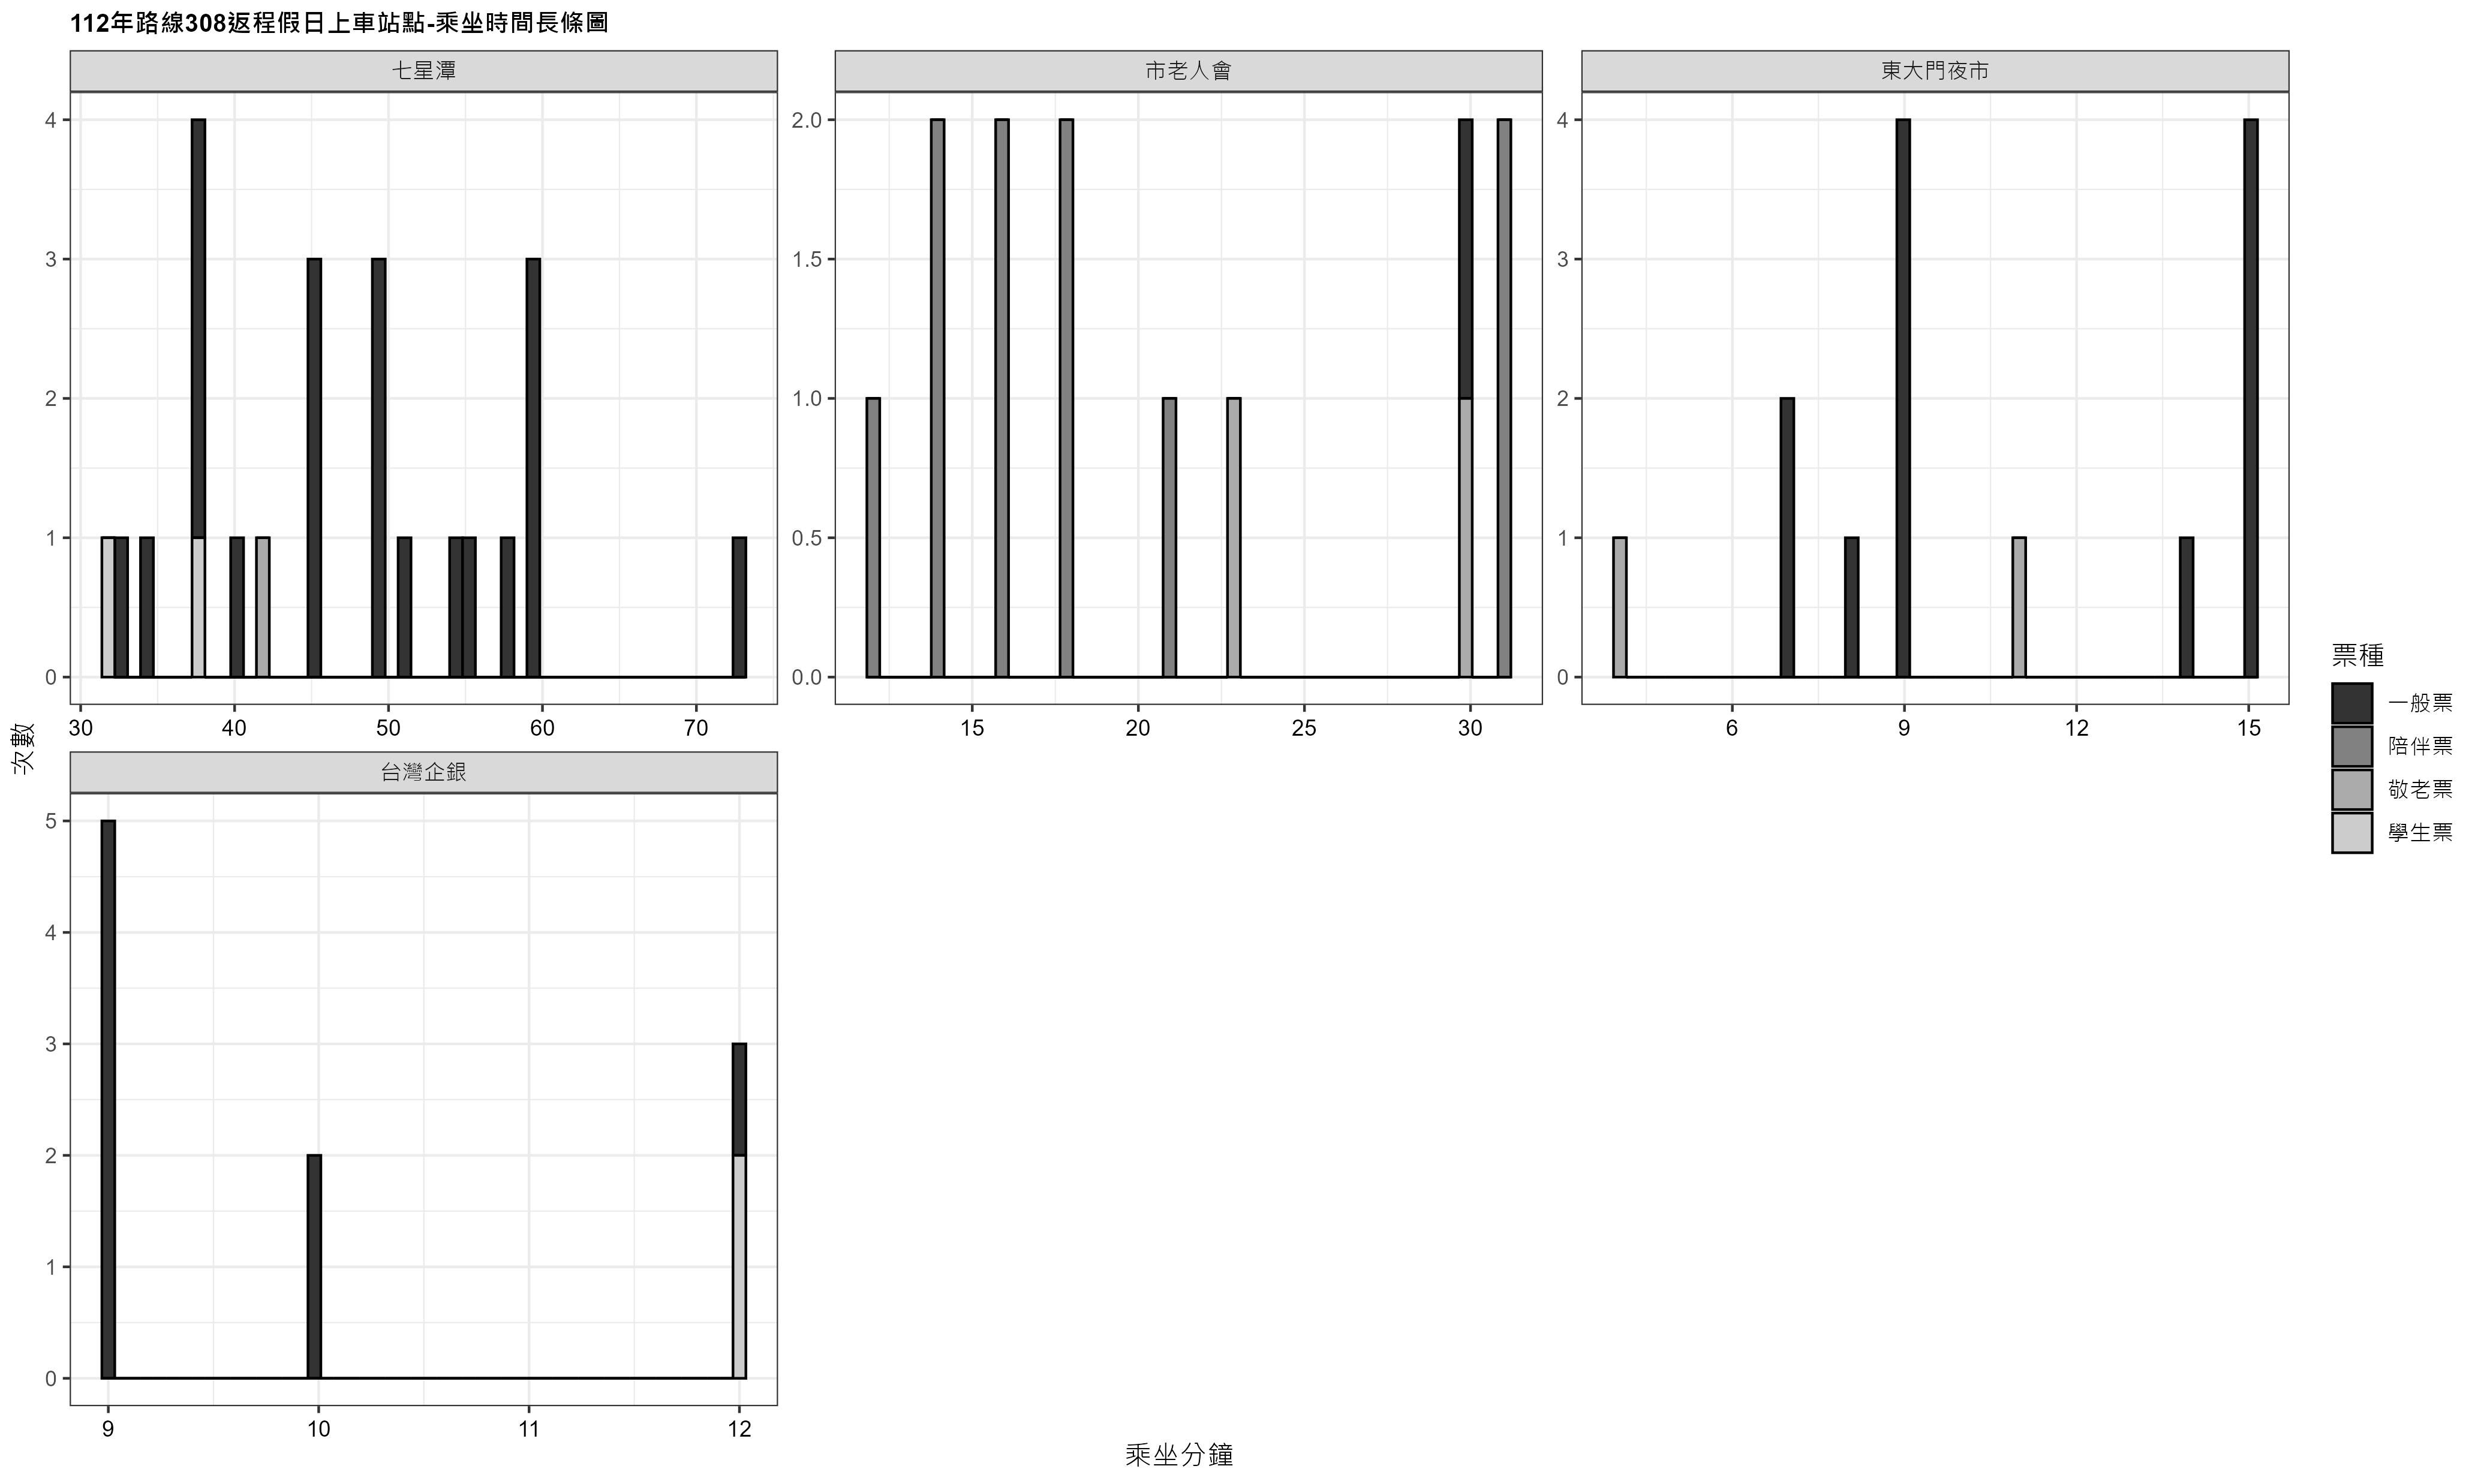 112年路線308返程假日上車站點-乘坐時間長條圖
七星潭
市老人會
東大門夜市
4
3
2
1
0
2.0
1.5
1.0
0.5
0.0
4
3
2
1
0
30 40 50 60 70
15 20 25 30
6 9 12 15
次數
台灣企銀
5
4
3
2
1
0
9 10 11 12
乘坐分鐘
票種
一般票
陪伴票
敬老票
學生票